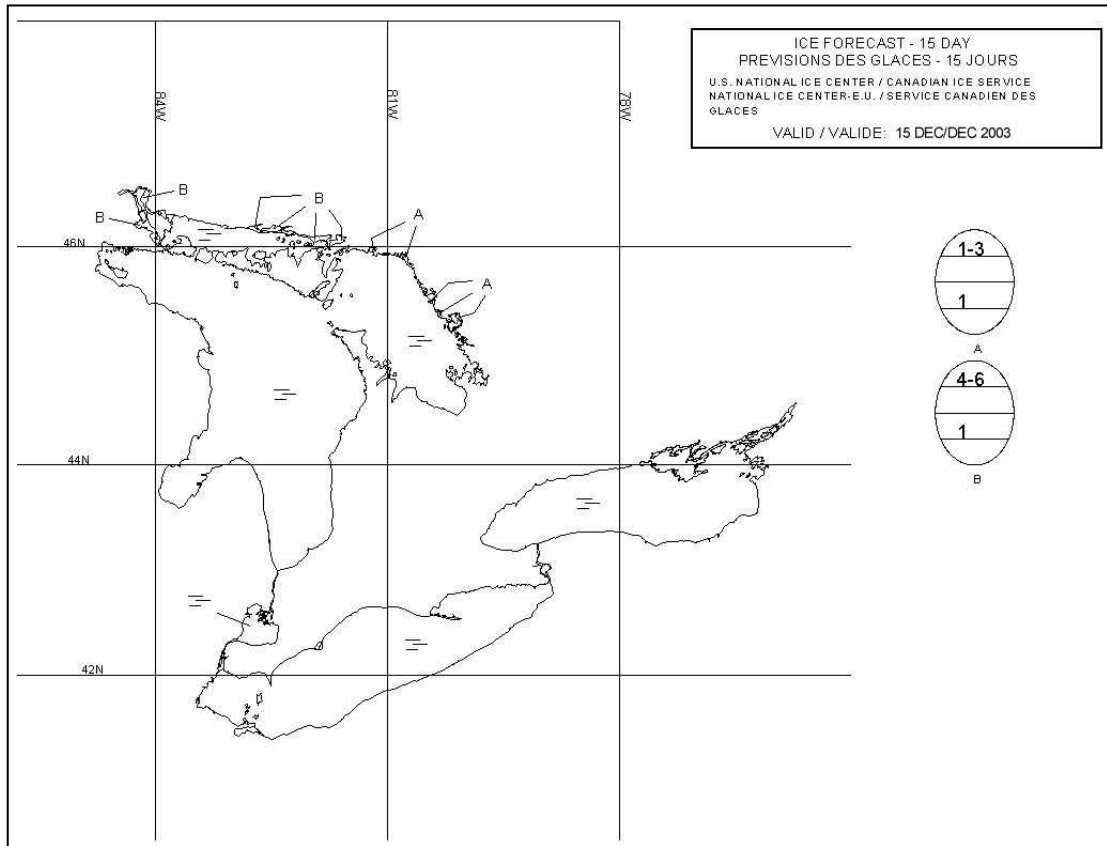 ICE FORECAST - 15 DAY
PREVISIONS DES GLACES - 15 JOURS
U.S. NATIONAL ICE CENTER / CANADIAN ICE SERVICE
NATIONAL ICE CENTER-E.U. / SERVICE CANADIEN DES
GLACES
VALID / VALIDE: 15 DEC/DEC 2003
84W
81W
78W
B
B
B
A
46N
A
1-3
1
A
4-6
1
B
44N
42N